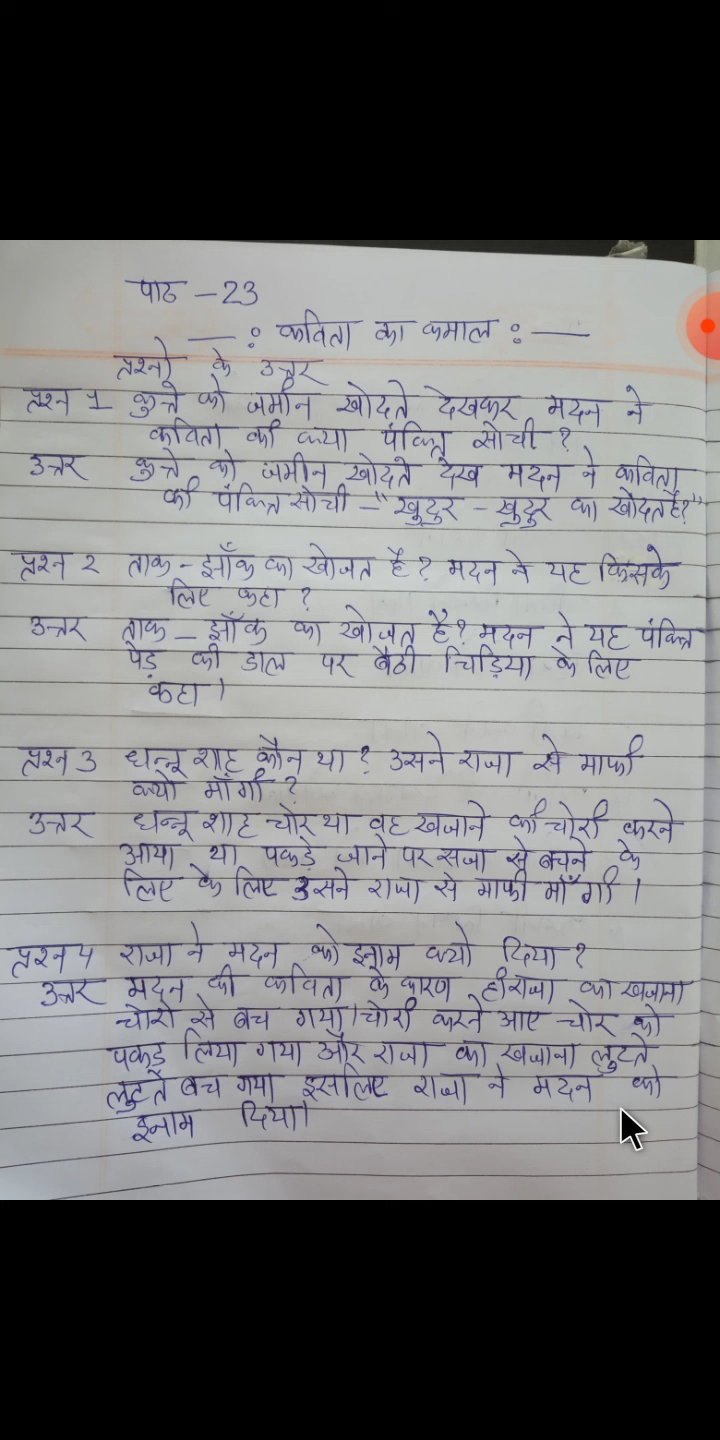 पाठ - 23
—: कविता का कमाल :—
प्रश्नों के उत्तर
प्रश्न 1 कुत्ते को जमीन खोदते देखकर मदन ने
कविता की क्या पंक्ति सोची ?
उत्तर कुत्ते को जमीन खोदते देख मदन ने कविता
की पंक्ति सोची - "खुदुर - खुदुर का खोदत है?"
प्रश्न 2 ताक - झाँक का खोजत है ? मदन ने यह किसके
लिए कहा ?
उत्तर ताक - झाँक का खोजत है ? मदन ने यह पंक्ति
पेड़ की डाल पर बैठी चिड़िया के लिए
कहा ।
प्रश्न 3 धन्नू शाह कौन था ? उसने राजा से माफी
क्यों माँगी ?
उत्तर धन्नू शाह चोर था वह खजाने की चोरी करने
आया था पकड़े जाने पर सजा से बचने के
लिए के लिए उसने राजा से माफी माँगी ।
प्रश्न 4 राजा ने मदन को इनाम क्यो दिया ?
उत्तर मदन की कविता के कारण ही राजा का खजाना
चोरी से बच गया । चोरी करने आए चोर को
पकड़ लिया गया और राजा का खजाना लुटते
लुटते बच गया इसलिए राजा ने मदन को
इनाम दिया।